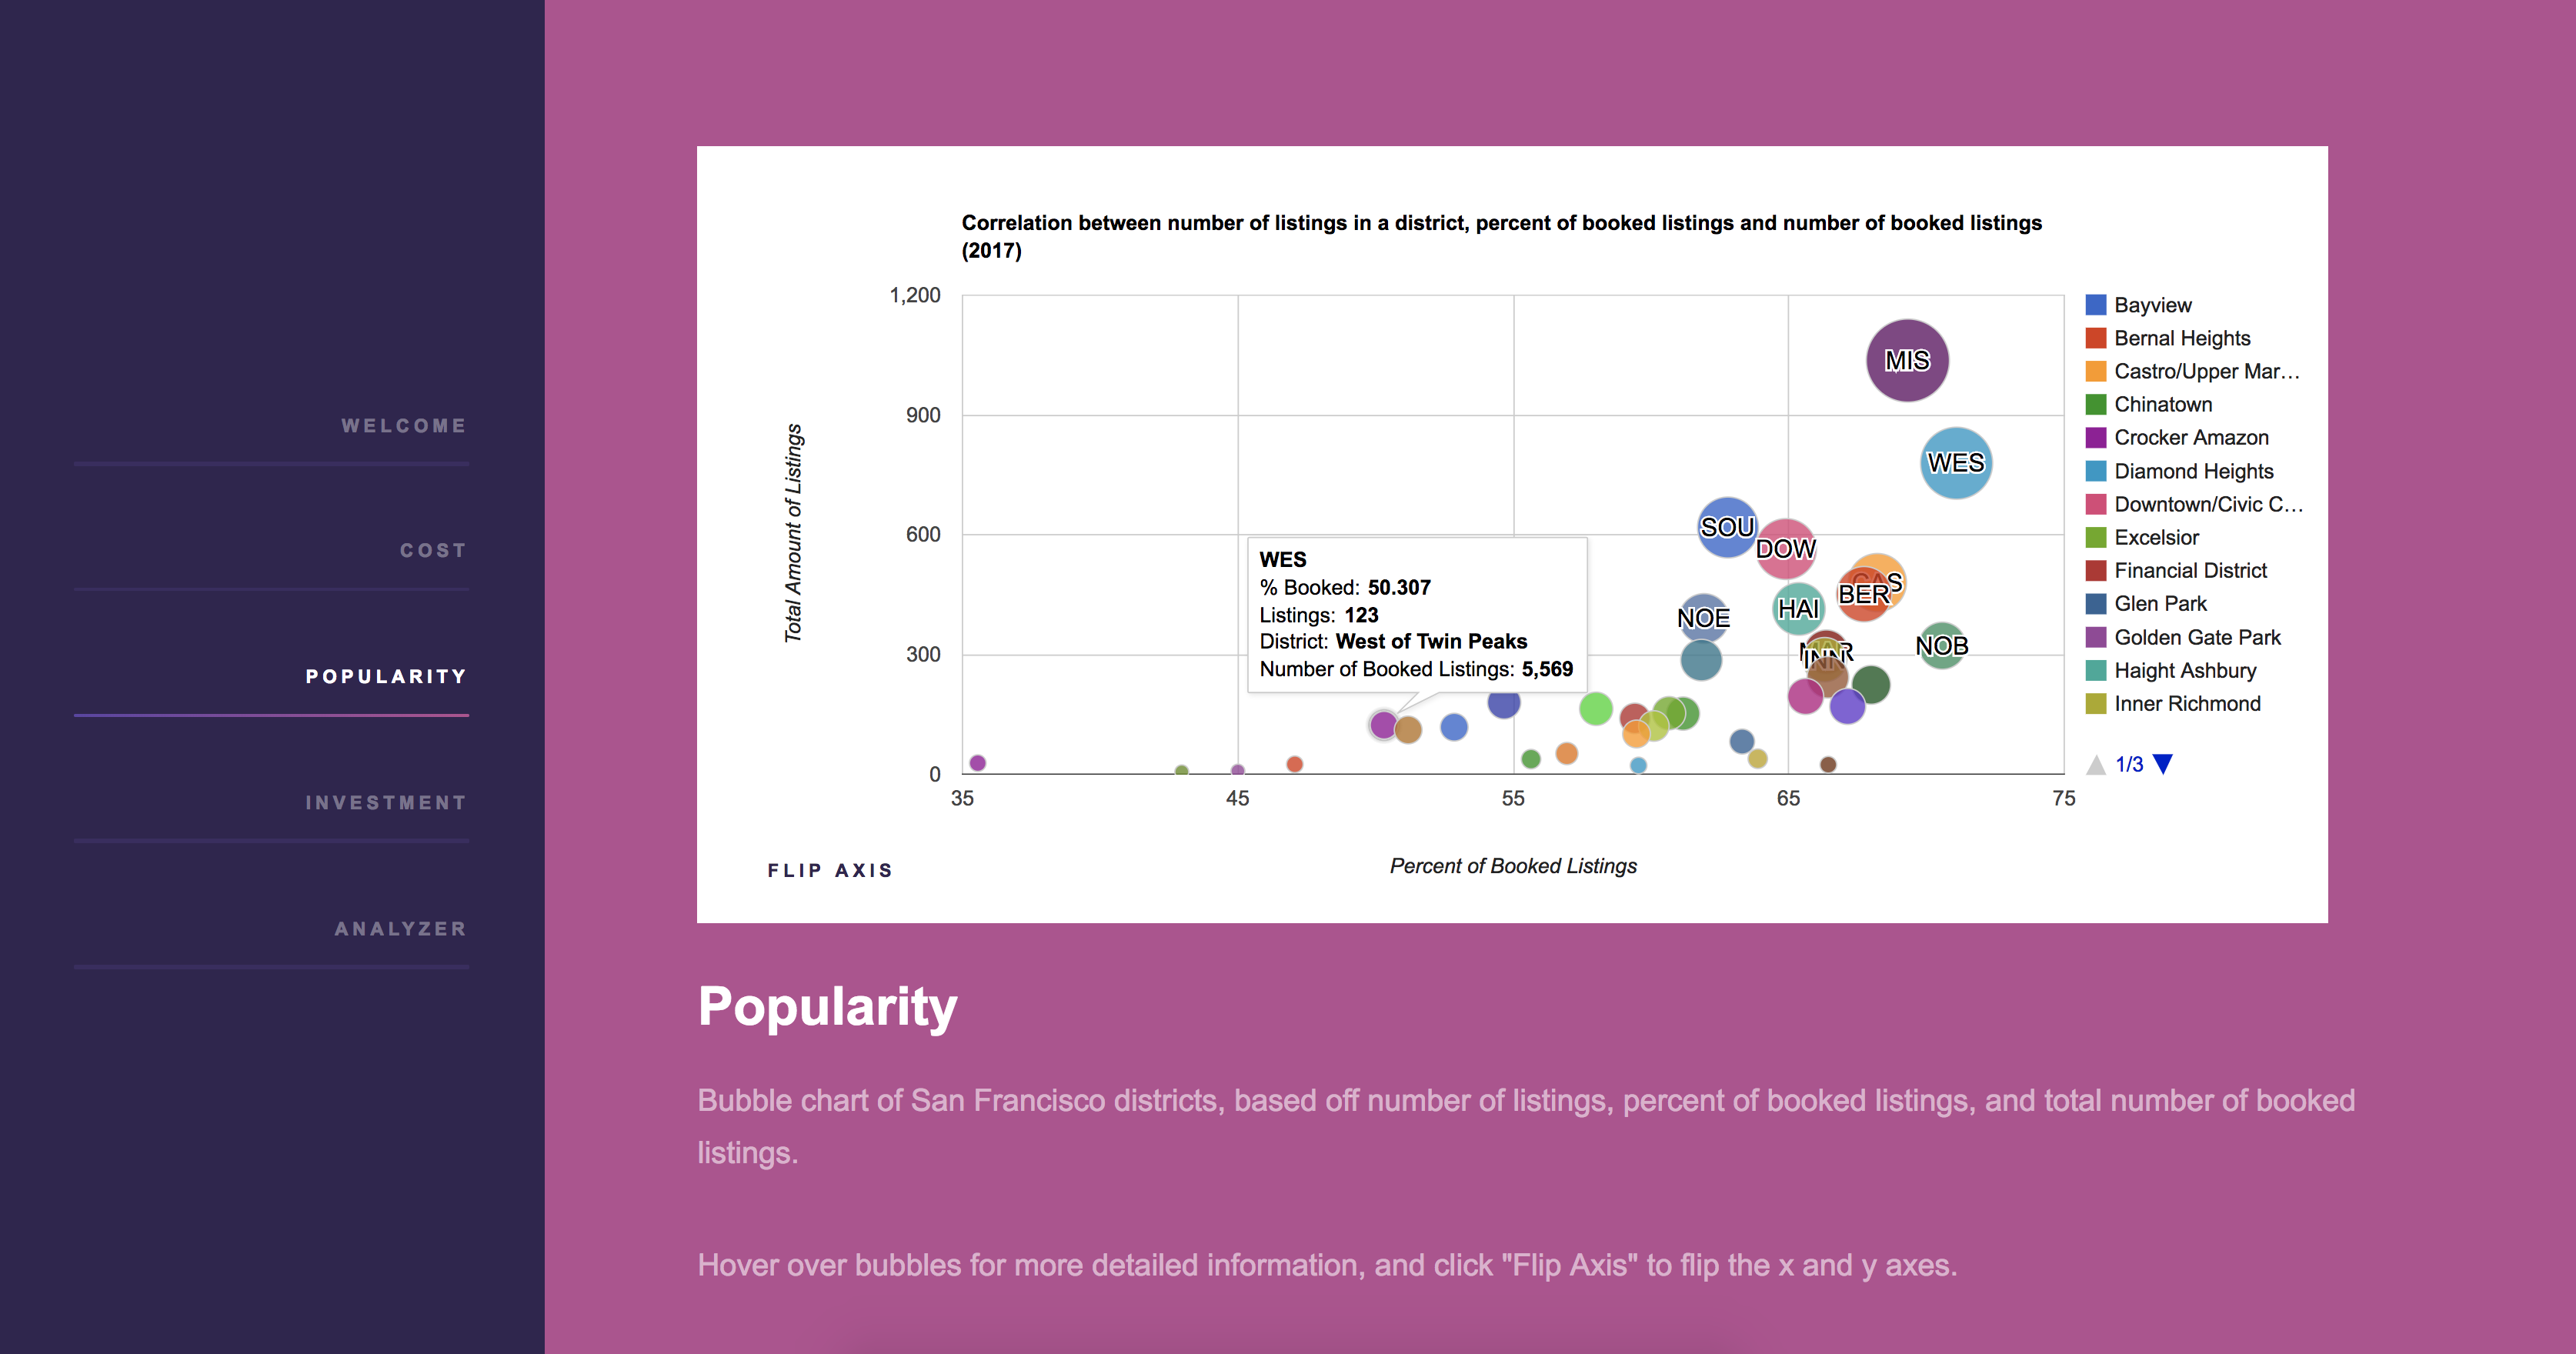 WELCOME
COST
POPULARITY
INVESTMENT
ANALYZER
Correlation between number of listings in a district, percent of booked listings and number of booked listings
(2017)
Total Amount of Listings
1,200
900
600
300
0
35
45
55
65
75
Percent of Booked Listings
FLIP AXIS
MIS
WES
SOU
DOW
CAS
BER
HAI
NOE
NOB
INN
WES
% Booked: 50.307
Listings: 123
District: West of Twin Peaks
Number of Booked Listings: 5,569
Bayview
Bernal Heights
Castro/Upper Mar...
Chinatown
Crocker Amazon
Diamond Heights
Downtown/Civic C...
Excelsior
Financial District
Glen Park
Golden Gate Park
Haight Ashbury
Inner Richmond
1/3
Popularity
Bubble chart of San Francisco districts, based off number of listings, percent of booked listings, and total number of booked
listings.
Hover over bubbles for more detailed information, and click "Flip Axis" to flip the x and y axes.